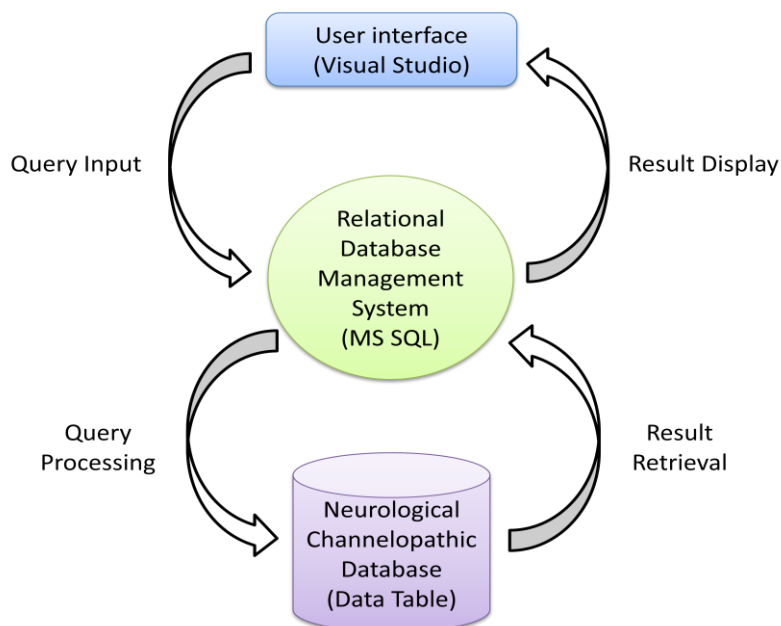 User interface
(Visual Studio)
Query Input
Result Display
Relational
Database
Management
System
(MS SQL)
Query
Processing
Result
Retrieval
Neurological
Channelopathic
Database
(Data Table)